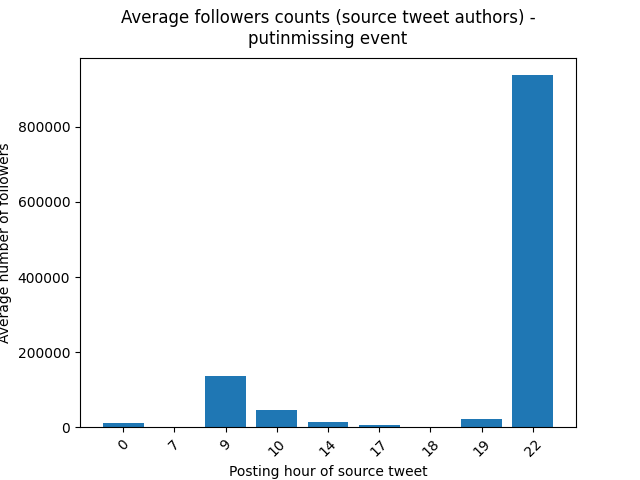 Average followers counts (source tweet authors) -
putinmissing event
Average number of followers
800000
600000
400000
200000
0
0 7 9 10 14 17 18 19 22
Posting hour of source tweet